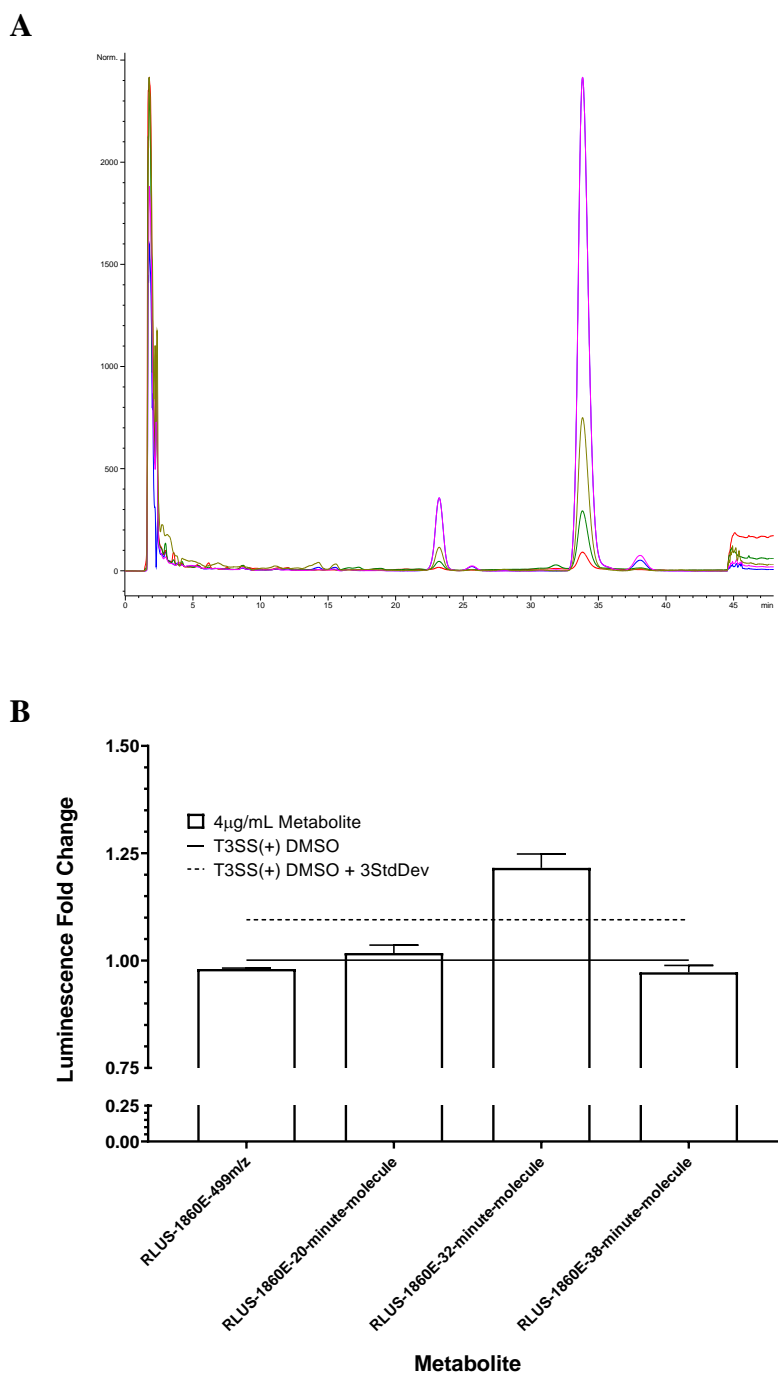 A
Norm.
2000
1500
1000
500
0
0 5 10 15 20 25 30 35 40 45 min
B
1.50
1.25
1.00
0.75
0.25
0.00
Luminescence Fold Change
4μg/mL Metabolite
T3SS(+) DMSO
T3SS(+) DMSO + 3StdDev
RLUS-1860E-499m/z
RLUS-1860E-20-minute-molecule
RLUS-1860E-32-minute-molecule
RLUS-1860E-38-minute-molecule
Metabolite